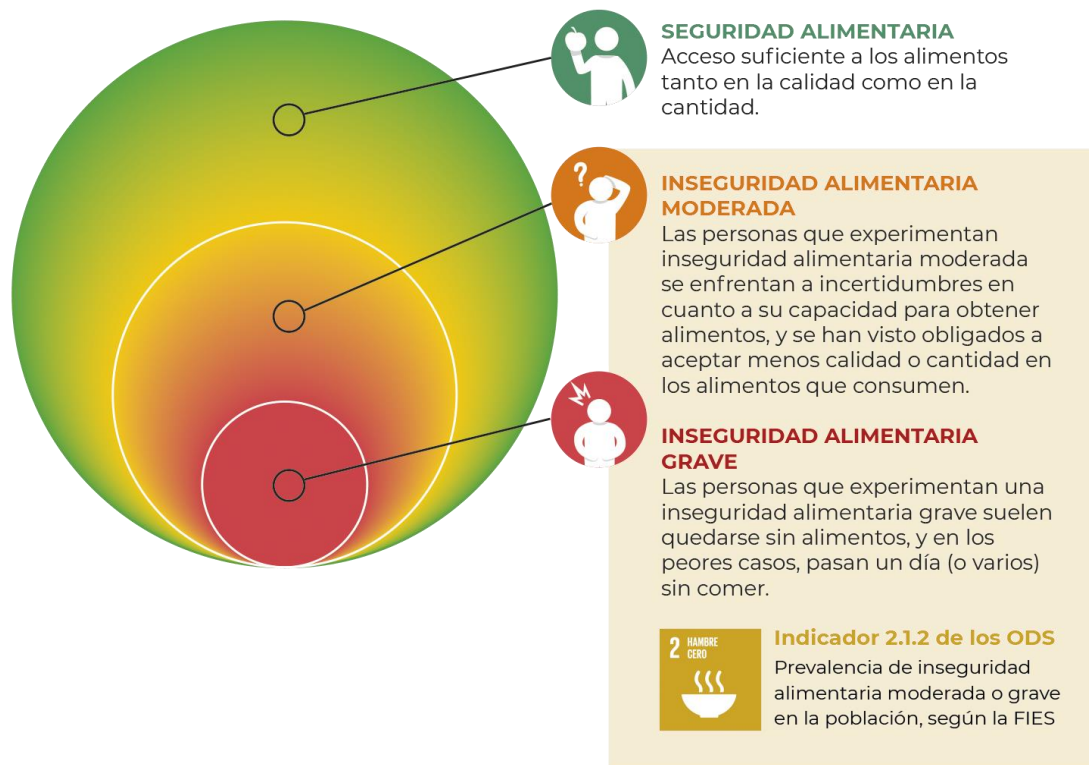 SEGURIDAD ALIMENTARIA
Acceso suficiente a los alimentos
tanto en la calidad como en la
cantidad.
?
INSEGURIDAD ALIMENTARIA
MODERADA
Las personas que experimentan
inseguridad alimentaria moderada
se enfrentan a incertidumbres en
cuanto a su capacidad para obtener
alimentos, y se han visto obligados a
aceptar menos calidad o cantidad en
los alimentos que consumen.
INSEGURIDAD ALIMENTARIA
GRAVE
Las personas que experimentan una
inseguridad alimentaria grave suelen
quedarse sin alimentos, y en los
peores casos, pasan un día (o varios)
sin comer.
2 HAMBRE
CERO
Indicador 2.1.2 de los ODS
Prevalencia de inseguridad
alimentaria moderada o grave
en la población, según la FIES